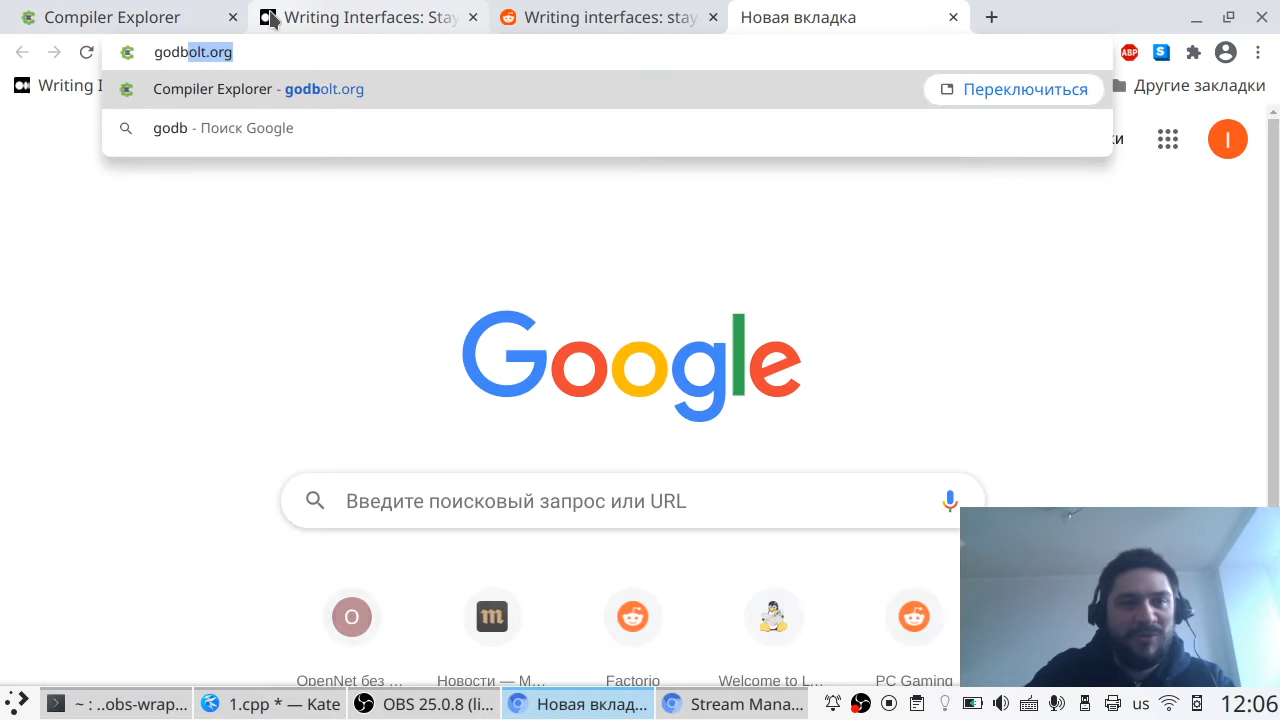 Compiler Explorer
Writing Interfaces: Stay
Writing interfaces: stay
Новая вкладка
godbolt.org
ABP
S
Writing I
Другие закладки
Compiler Explorer - godbolt.org
Переключиться
godb - Поиск Google
ки
I
Google
Введите поисковый запрос или URL
O
m
OpenNet без ...
Новости — М...
Factorio
Welcome to L...
PC Gaming
~ : ..obs-wrap...
1.cpp * — Kate
OBS 25.0.8 (li...
Новая вклад...
Stream Mana...
us
12:06